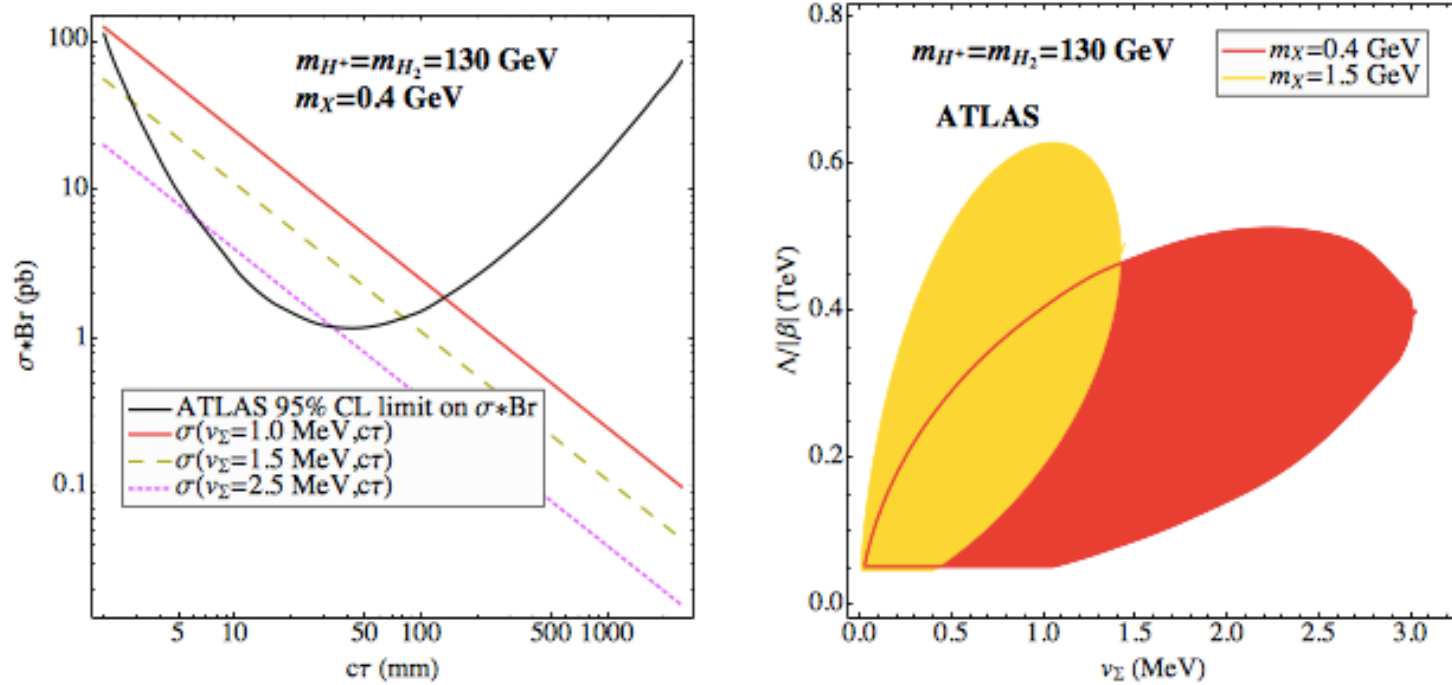 m_{H^+}=m_{H_2}=130 GeV
m_X=0.4 GeV
100
10
1
0.1
σ∗Br (pb)
ATLAS 95% CL limit on σ∗Br
σ(v_Σ=1.0 MeV,cτ)
σ(v_Σ=1.5 MeV,cτ)
σ(v_Σ=2.5 MeV,cτ)
5 10 50 100 500 1000
cτ (mm)
m_{H^+}=m_{H_2}=130 GeV
m_X=0.4 GeV
m_X=1.5 GeV
ATLAS
0.8
0.6
0.4
0.2
0.0
Λ/|β| (TeV)
0.0 0.5 1.0 1.5 2.0 2.5 3.0
v_Σ (MeV)